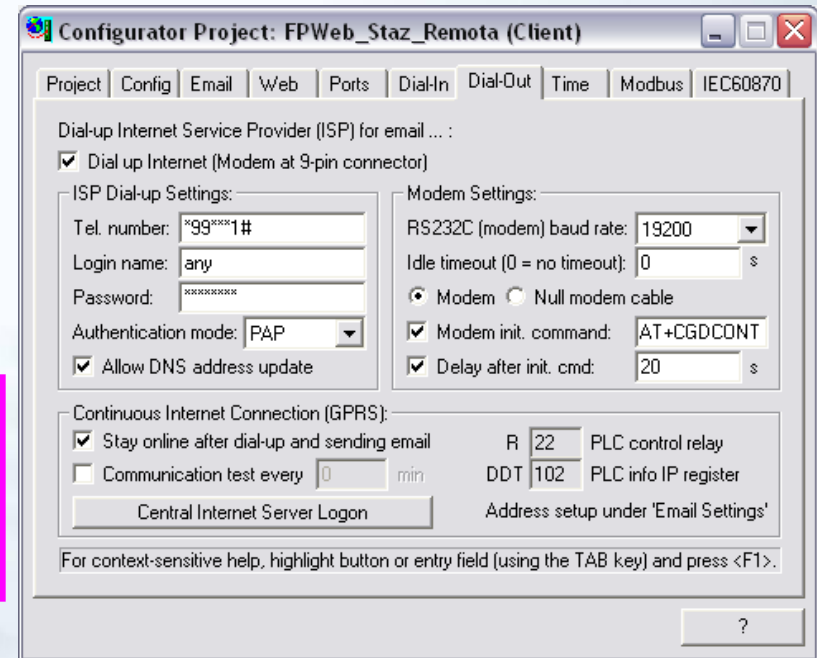 Configurator Project: FPWeb_Staz_Remota (Client)
Project Config Email Web Ports Dial-In Dial-Out Time Modbus IEC60870
Dial-up Internet Service Provider (ISP) for email ... :
Dial up Internet (Modem at 9-pin connector)
ISP Dial-up Settings:
Tel. number: *99***1#
Login name: any
Password: ********
Authentication mode: PAP
Allow DNS address update
Modem Settings:
RS232C (modem) baud rate: 19200
Idle timeout (0 = no timeout): 0 s
Modem Null modem cable
Modem init. command: AT+CGDCONT
Delay after init. cmd: 20 s
Continuous Internet Connection (GPRS):
Stay online after dial-up and sending email R 22 PLC control relay
Communication test every 0 min DDT 102 PLC info IP register
Central Internet Server Logon Address setup under 'Email Settings'
For context-sensitive help, highlight button or entry field (using the TAB key) and press <F1>.
?